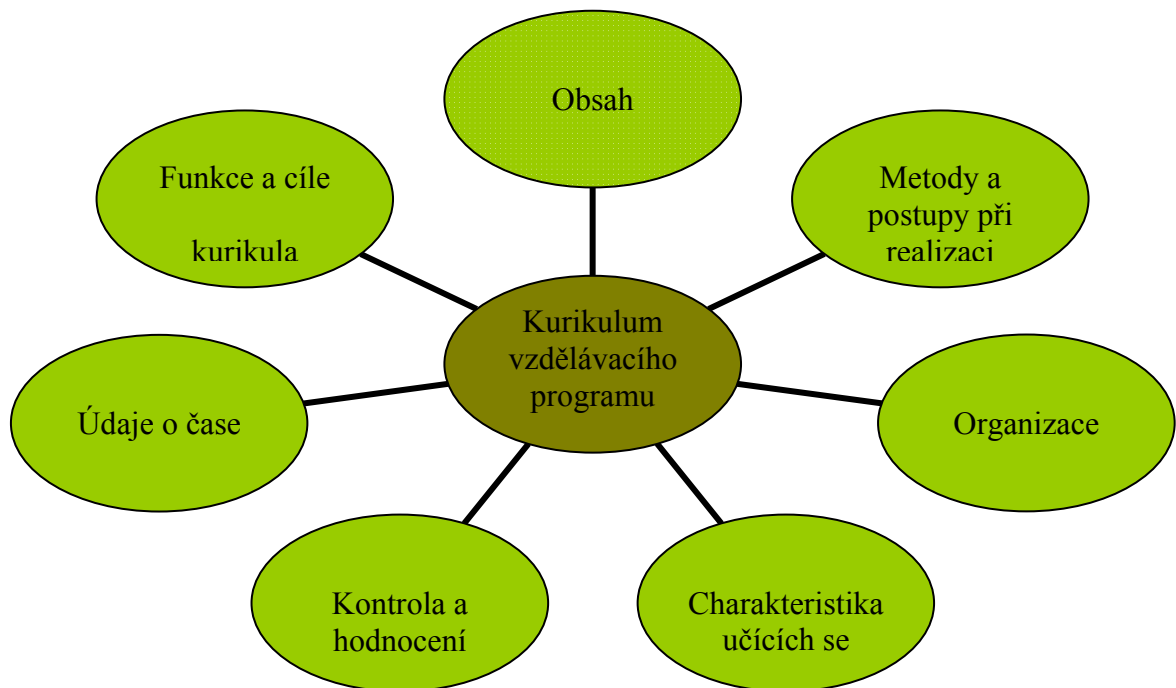 Obsah
Funkce a cíle
kurikula
Metody a
postupy při
realizaci
Kurikulum
vzdělávacího
programu
Údaje o čase
Organizace
Kontrola a
hodnocení
Charakteristika
učících se